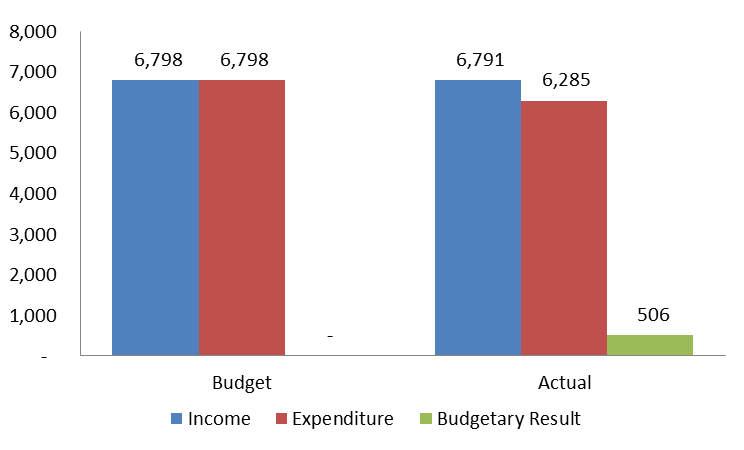 8,000
7,000
6,000
5,000
4,000
3,000
2,000
1,000
-
6,798 6,798 -
6,791 6,285 506
Budget Actual
Income Expenditure Budgetary Result